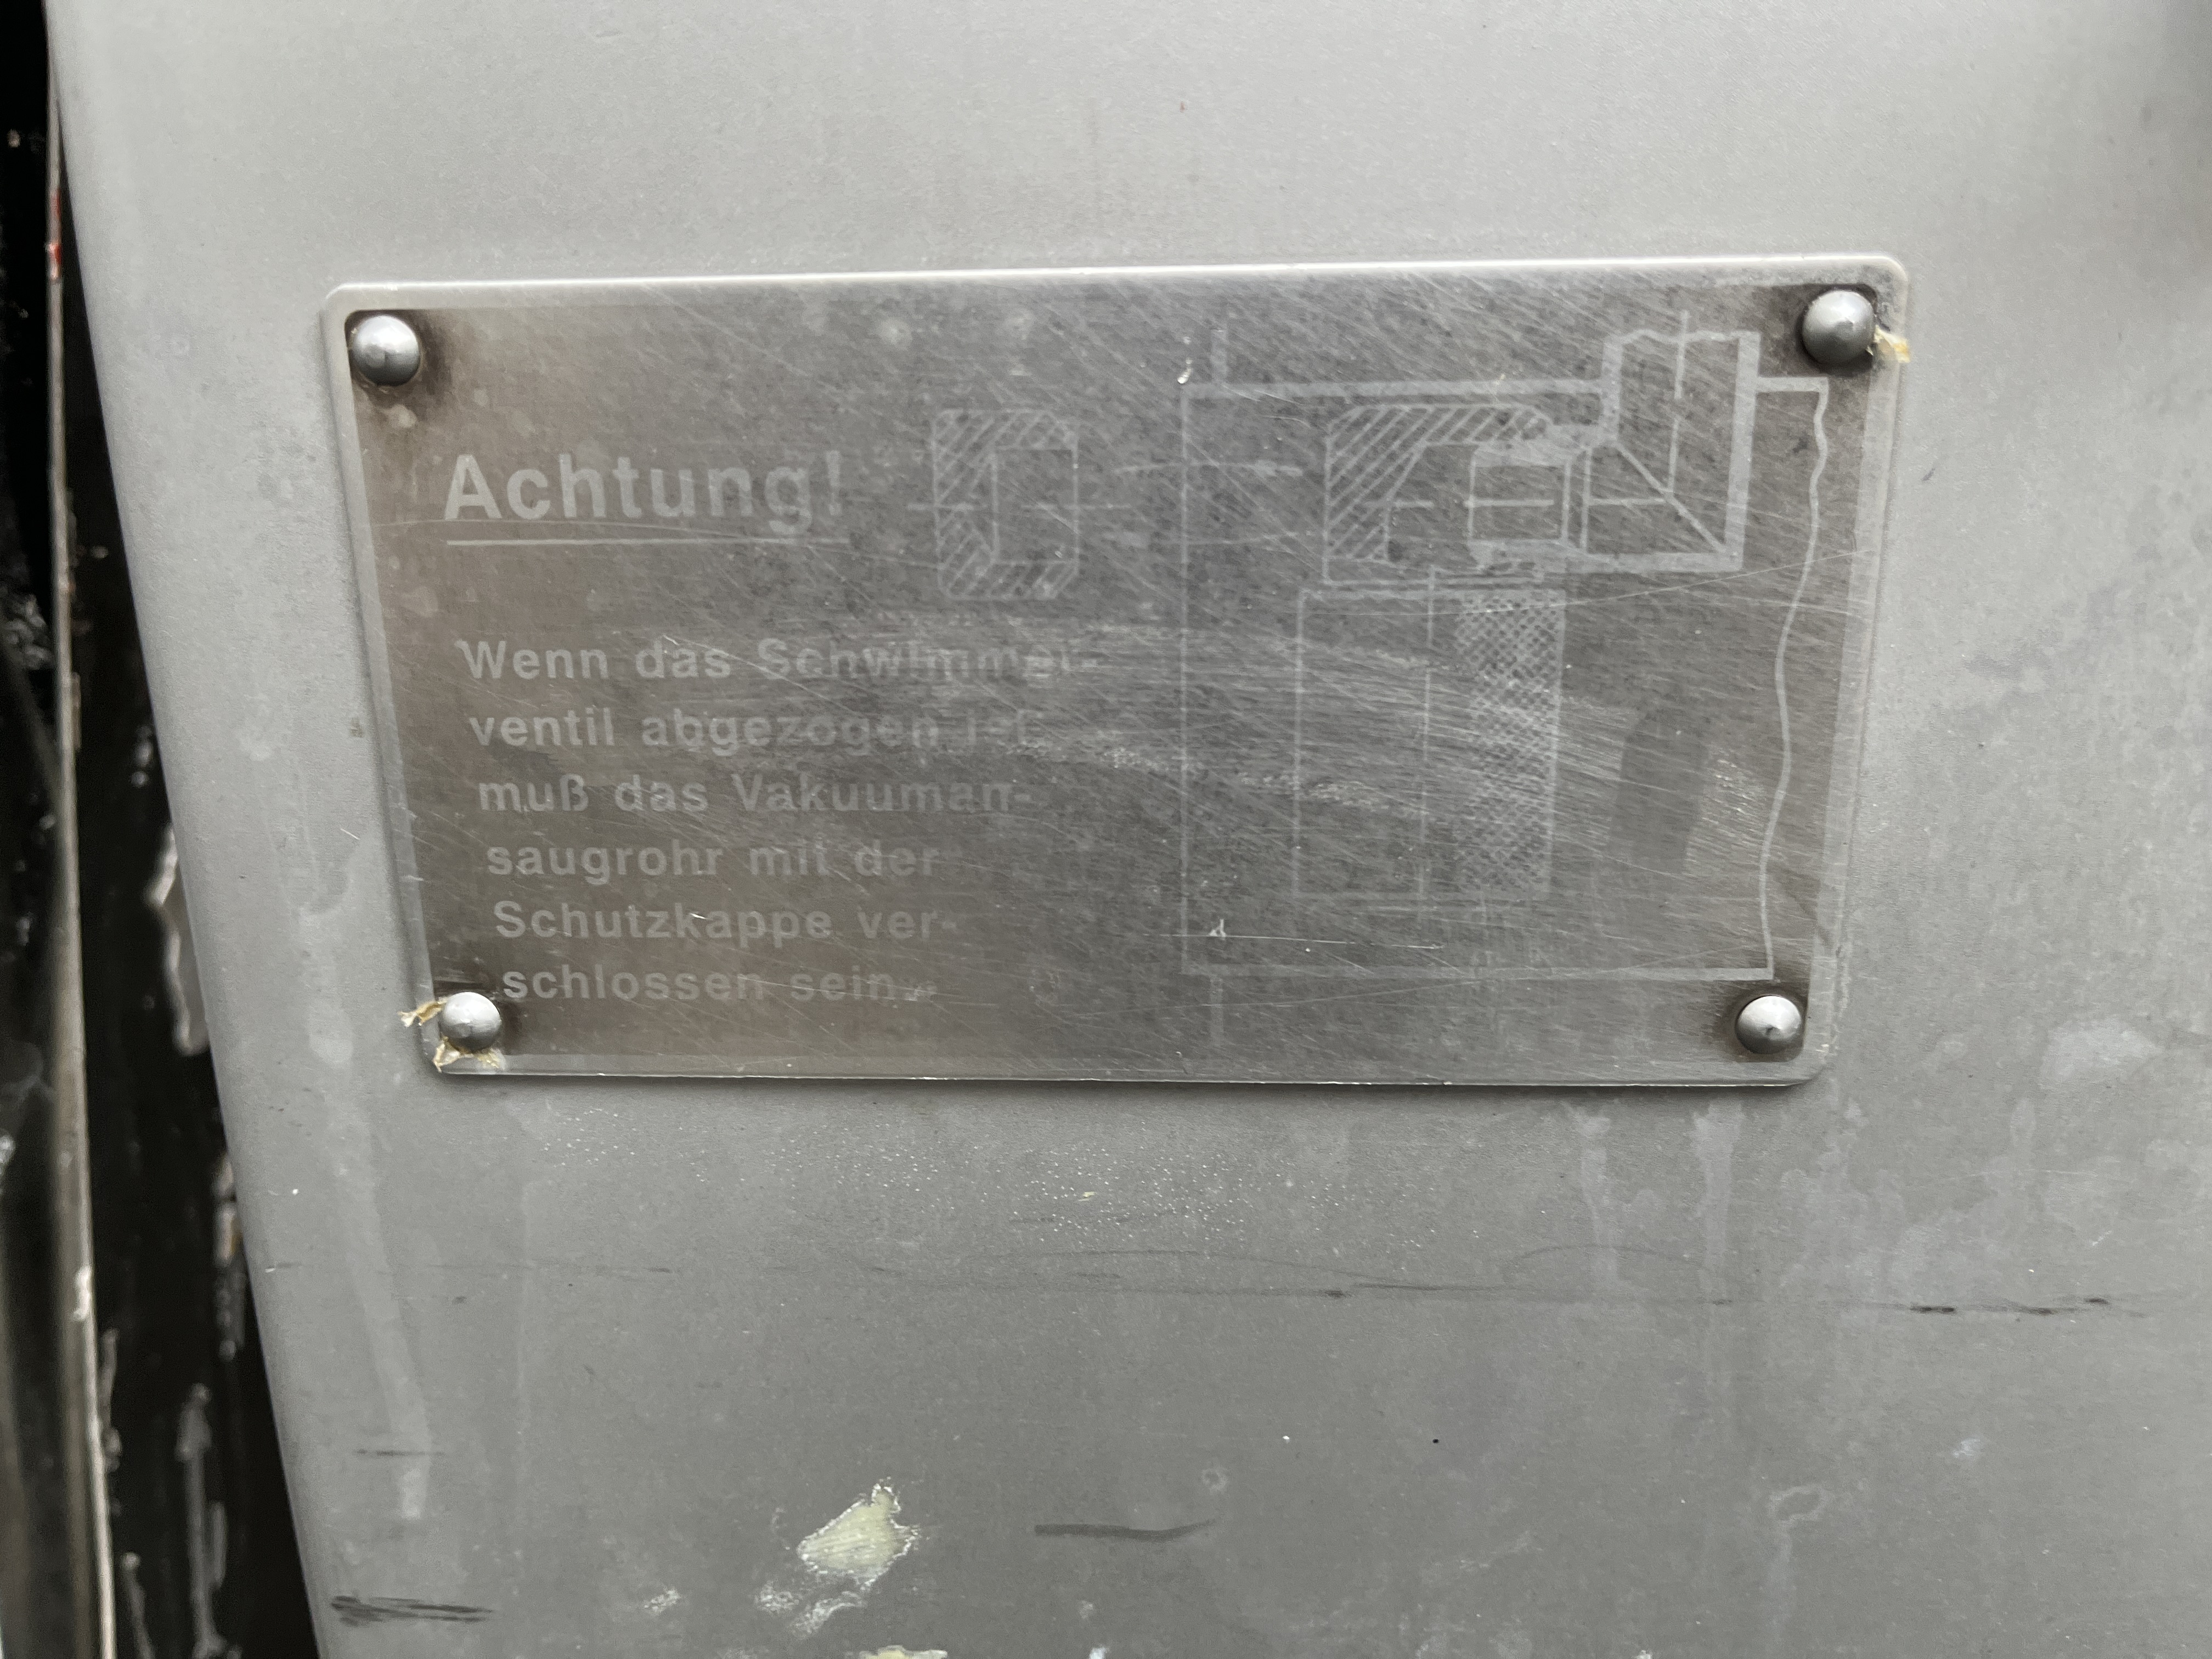 Achtung!
Wenn das Schwimmer-
ventil abgezogen ist
muß das Vakuuman-
saugrohr mit der
Schutzkappe ver-
schlossen sein.